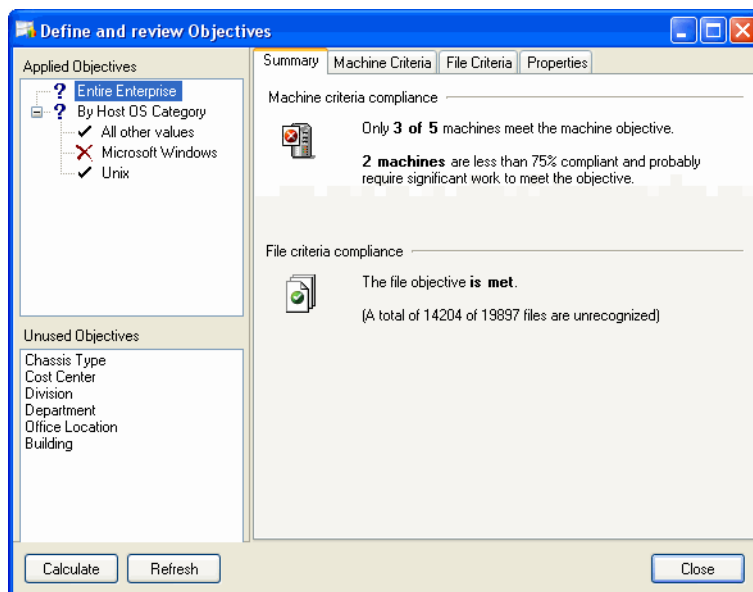 Define and review Objectives
Applied Objectives
? Entire Enterprise
? By Host OS Category
All other values
Microsoft Windows
Unix
Unused Objectives
Chassis Type
Cost Center
Division
Department
Office Location
Building
Summary
Machine Criteria
File Criteria
Properties
Machine criteria compliance
Only 3 of 5 machines meet the machine objective.
2 machines are less than 75% compliant and probably
require significant work to meet the objective.
File criteria compliance
The file objective is met.
(A total of 14204 of 19897 files are unrecognized)
Calculate
Refresh
Close